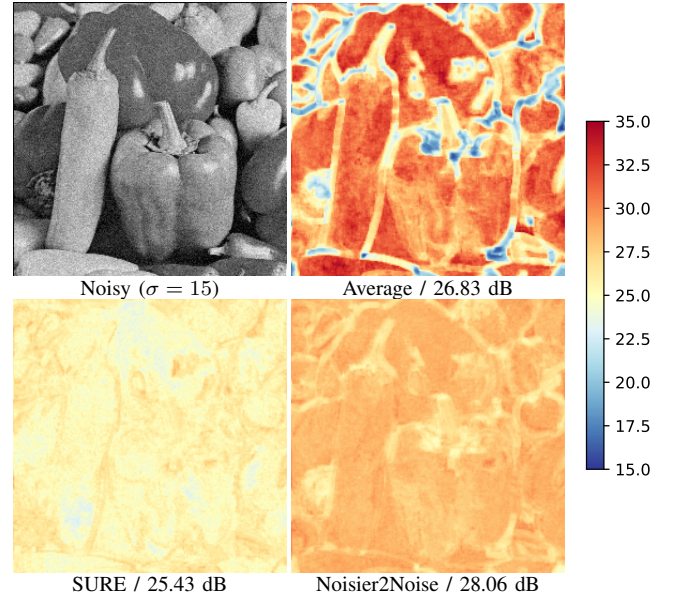 Noisy (σ = 15)
Average / 26.83 dB
35.0
32.5
30.0
27.5
25.0
22.5
20.0
17.5
15.0
SURE / 25.43 dB
Noisier2Noise / 28.06 dB